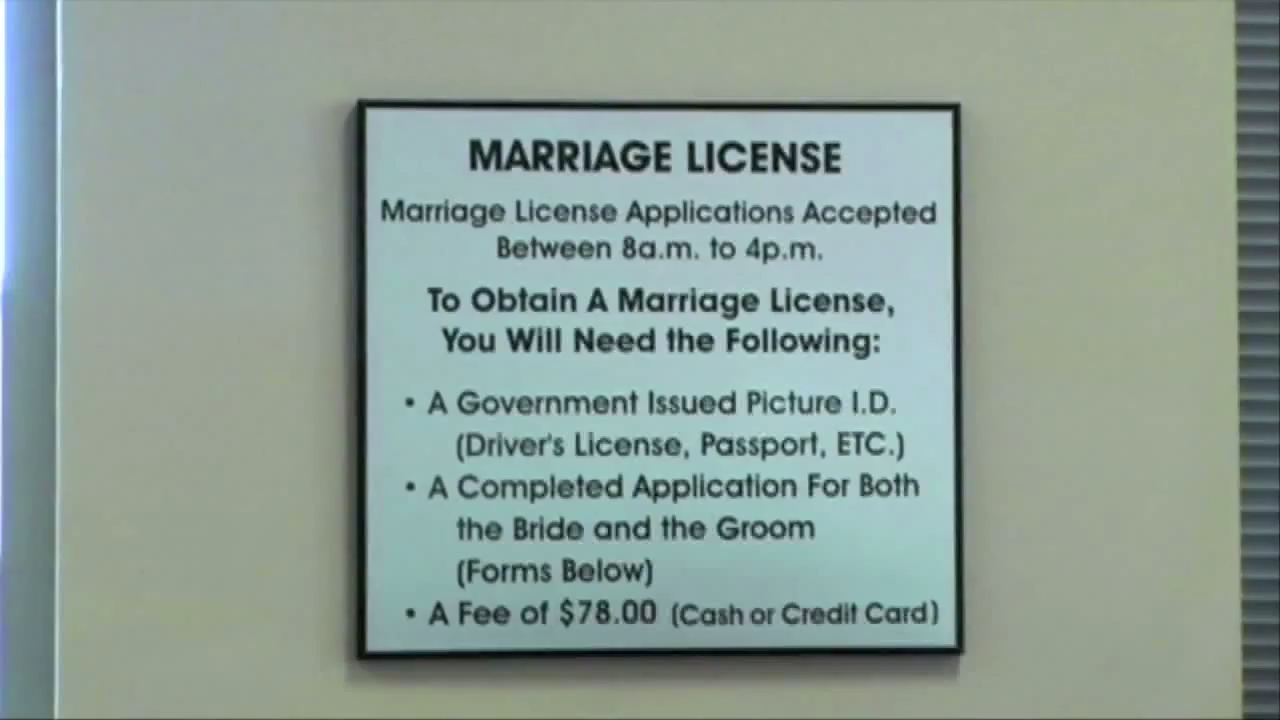 MARRIAGE LICENSE
Marriage License Applications Accepted
Between 8a.m. to 4p.m.
To Obtain A Marriage License,
You Will Need the Following:
• A Government Issued Picture I.D.
(Driver's License, Passport, ETC.)
• A Completed Application For Both
the Bride and the Groom
(Forms Below)
• A Fee of $78.00 (Cash or Credit Card)